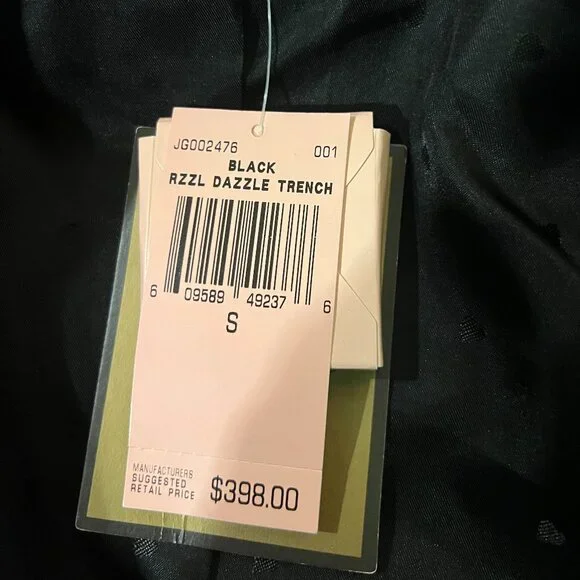 JG002476 001
BLACK
RZZL DAZZLE TRENCH
6 09589 49237 6
S
MANUFACTURERS
SUGGESTED
RETAIL PRICE $398.00